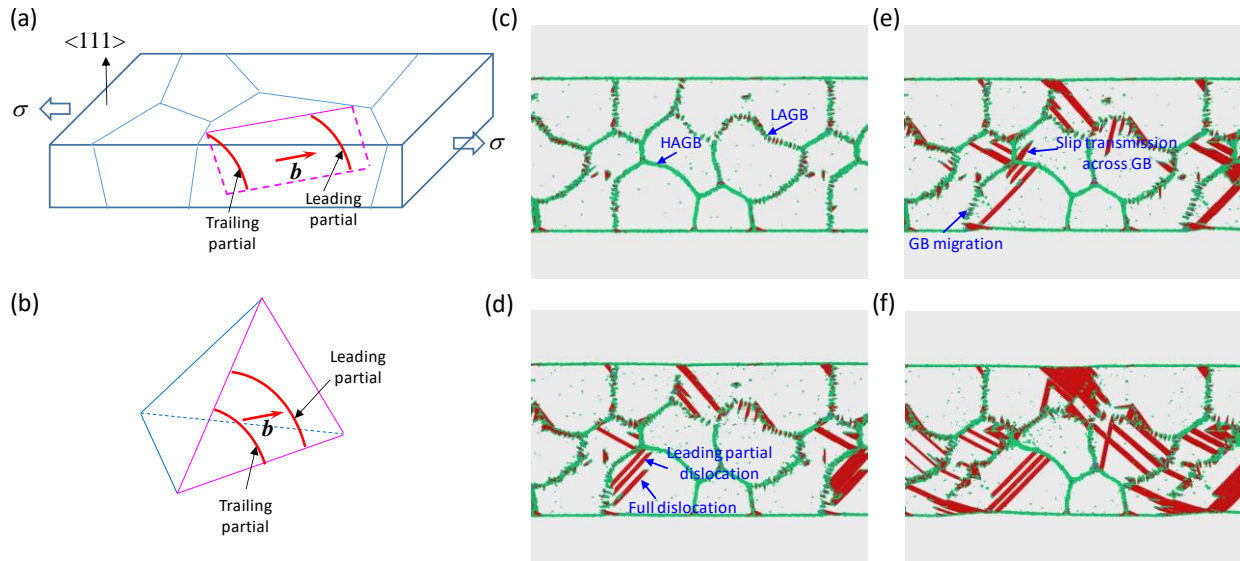 (a)
<111>
σ
σ
b
Trailing
partial
Leading
partial
(b)
Leading
partial
b
Trailing
partial
(c)
LAGB
HAGB
(d)
Leading partial
dislocation
Full dislocation
(e)
Slip transmission
across GB
GB migration
(f)